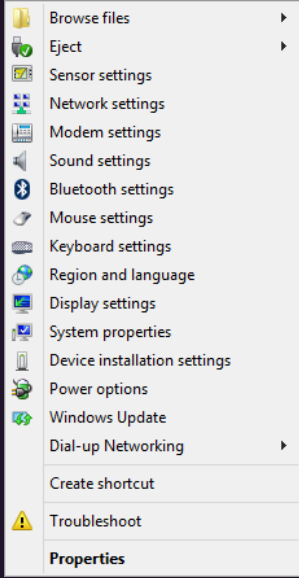 Browse files
Eject
Sensor settings
Network settings
Modem settings
Sound settings
Bluetooth settings
Mouse settings
Keyboard settings
Region and language
Display settings
System properties
Device installation settings
Power options
Windows Update
Dial-up Networking
Create shortcut
Troubleshoot
Properties